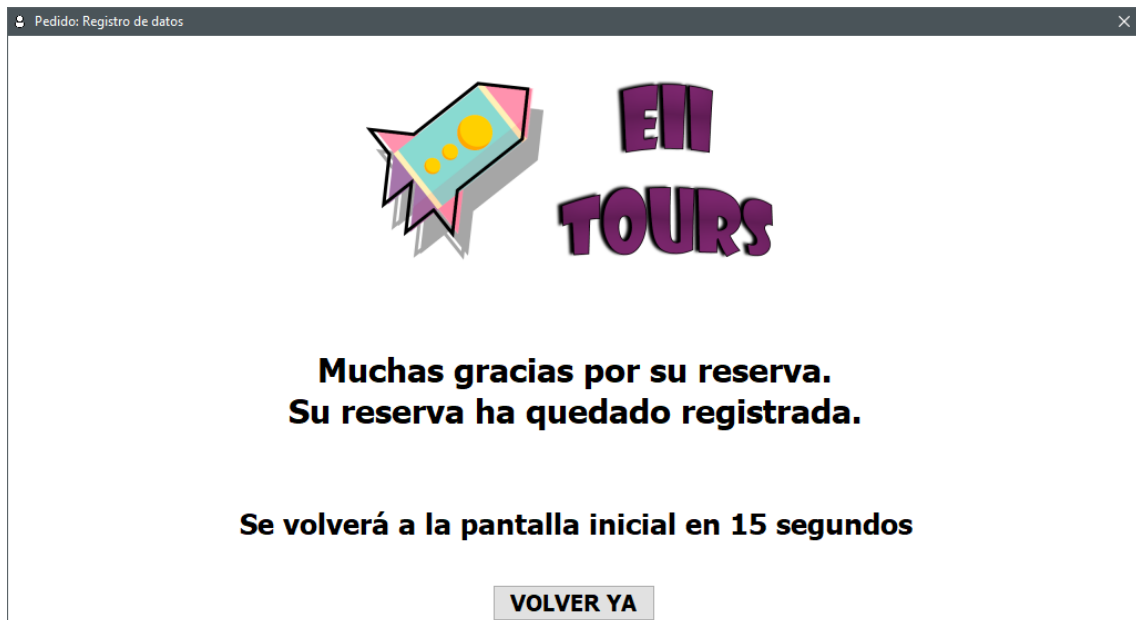 Pedido: Registro de datos
EII
TOURS
Muchas gracias por su reserva.
Su reserva ha quedado registrada.
Se volverá a la pantalla inicial en 15 segundos
VOLVER YA